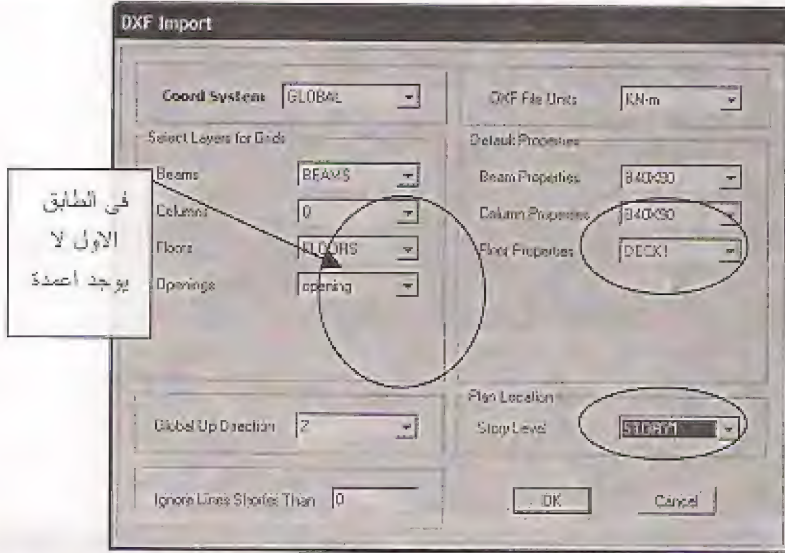 DXF Import
Coord System GLOBAL
DXF File Units KN-m
Select Layers for Grids
Default Properties
Beams BEAMS
Beam Properties B40X90
Columns 0
Column Properties B40X90
Floors FLOORS
Floor Properties DECK1
Openings opening
فى الطابق
الاول لا
يوجد اعمدة
Plan Location
Global Up Direction Z
Story Level
Ignore Lines Shorter Than 0
OK
Cancel